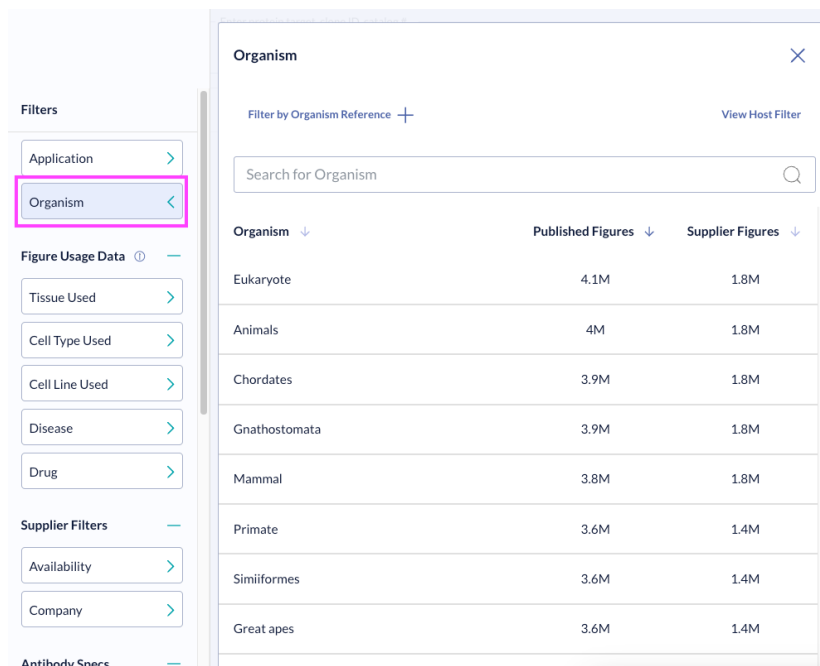 Organism
Filters
Filter by Organism Reference
View Host Filter
Application
Search for Organism
Organism
Organism Published Figures Supplier Figures
Figure Usage Data
Eukaryote 4.1M 1.8M
Tissue Used
Animals 4M 1.8M
Cell Type Used
Chordates 3.9M 1.8M
Cell Line Used
Gnathostomata 3.9M 1.8M
Disease
Mammal 3.8M 1.8M
Drug
Supplier Filters
Primate 3.6M 1.4M
Availability
Simiiformes 3.6M 1.4M
Company
Great apes 3.6M 1.4M
Antibody Specs